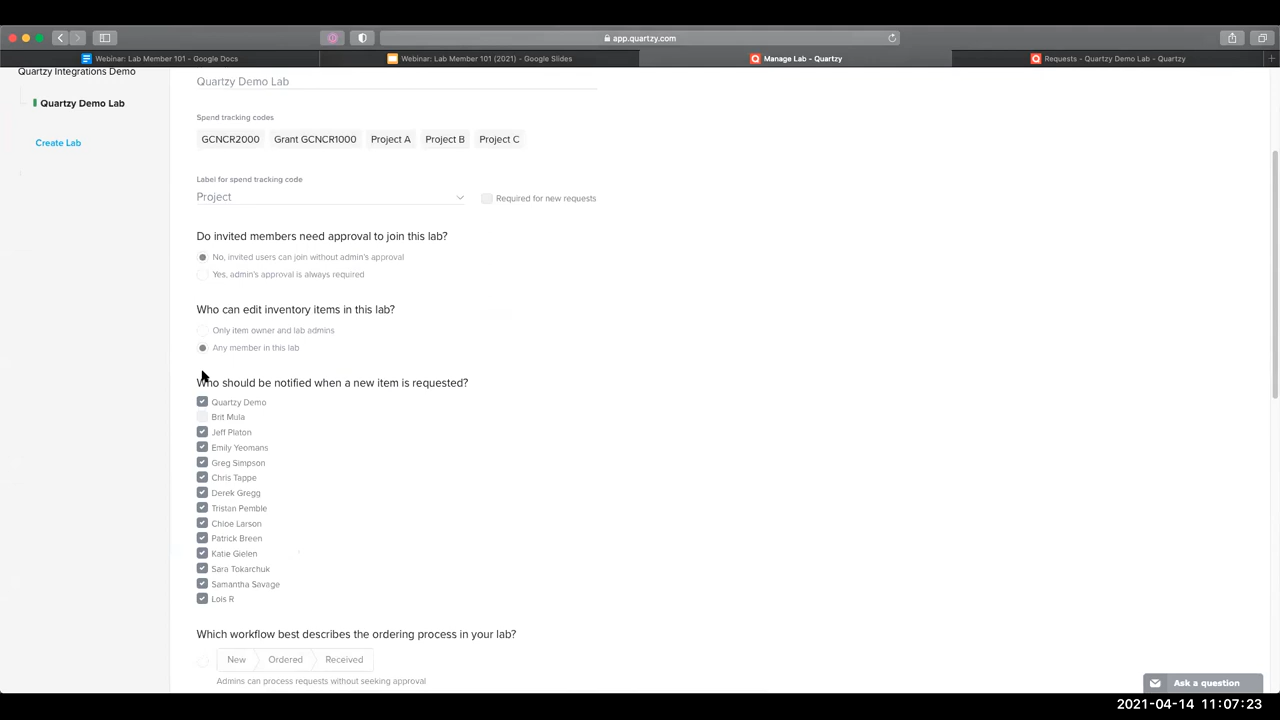 app.quartzy.com
Webinar: Lab Member 101 - Google Docs
Webinar: Lab Member 101 (2021) - Google Slides
Manage Lab - Quartzy
Requests - Quartzy Demo Lab - Quartzy
Quartzy Integrations Demo
Quartzy Demo Lab
Create Lab
Quartzy Demo Lab
Spend tracking codes
GCNCR2000 Grant GCNCR1000 Project A Project B Project C
Label for spend tracking code
Project
Required for new requests
Do invited members need approval to join this lab?
No, invited users can join without admin's approval
Yes, admin's approval is always required
Who can edit inventory items in this lab?
Only item owner and lab admins
Any member in this lab
Who should be notified when a new item is requested?
Quartzy Demo
Brit Mula
Jeff Platon
Emily Yeomans
Greg Simpson
Chris Tappe
Derek Gregg
Tristan Pemble
Chloe Larson
Patrick Breen
Katie Gielen
Sara Tokarchuk
Samantha Savage
Lois R
Which workflow best describes the ordering process in your lab?
New Ordered Received
Admins can process requests without seeking approval
Ask a question
2021-04-14 11:07:23